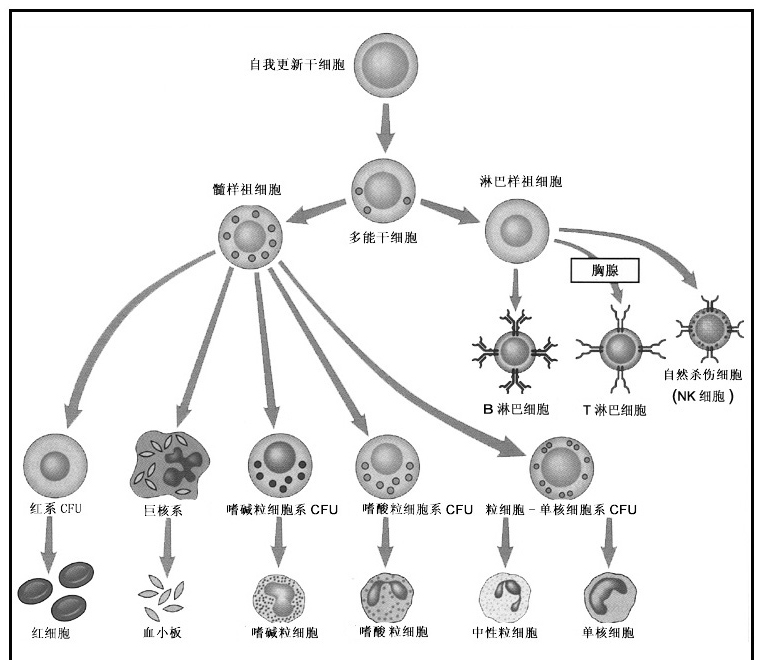 自我更新干细胞
髓样祖细胞
淋巴样祖细胞
多能干细胞
胸腺
自然杀伤细胞
(NK 细胞)
B 淋巴细胞
T 淋巴细胞
红系 CFU
巨核系
嗜碱粒细胞系 CFU
嗜酸粒细胞系 CFU
粒细胞－单核细胞系 CFU
红细胞
血小板
嗜碱粒细胞
嗜酸粒细胞
中性粒细胞
单核细胞